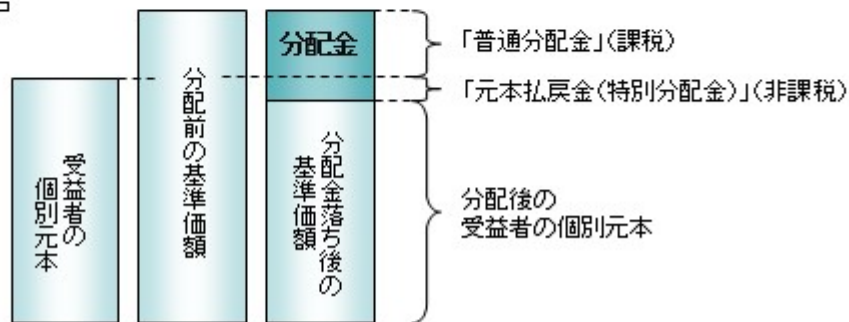 受益者の
個別元本
分配前の基準価額
分配金
分配金落ち後の
基準価額
「普通分配金」(課税)
「元本払戻金(特別分配金)」(非課税)
分配後の
受益者の個別元本